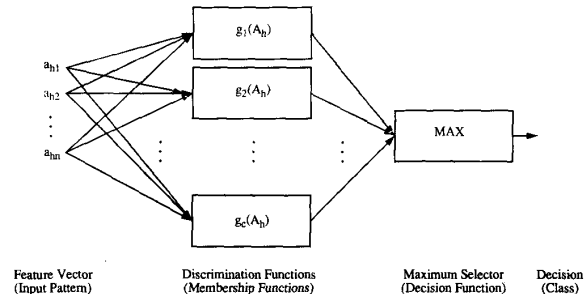 g1(Ah)
ah1
g2(Ah)
ah2
MAX
ahn
gc(Ah)
Feature Vector
(Input Pattern)
Discrimination Functions
(Membership Functions)
Maximum Selector
(Decision Function)
Decision
(Class)